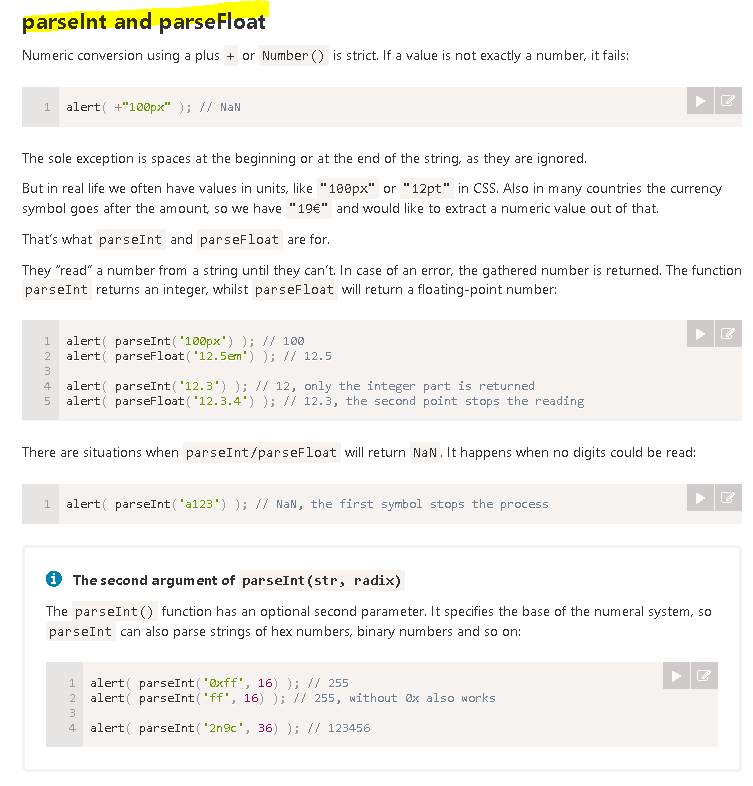 parseInt and parseFloat
Numeric conversion using a plus + or Number() is strict. If a value is not exactly a number, it fails:
1 alert( +"100px" ); // NaN
The sole exception is spaces at the beginning or at the end of the string, as they are ignored.
But in real life we often have values in units, like "100px" or "12pt" in CSS. Also in many countries the currency
symbol goes after the amount, so we have "19€" and would like to extract a numeric value out of that.
That's what parseInt and parseFloat are for.
They “read” a number from a string until they can't. In case of an error, the gathered number is returned. The function
parseInt returns an integer, whilst parseFloat will return a floating-point number:
1 alert( parseInt('100px') ); // 100
2 alert( parseFloat('12.5em') ); // 12.5
3
4 alert( parseInt('12.3') ); // 12, only the integer part is returned
5 alert( parseFloat('12.3.4') ); // 12.3, the second point stops the reading
There are situations when parseInt/parseFloat will return NaN. It happens when no digits could be read:
1 alert( parseInt('a123') ); // NaN, the first symbol stops the process
i The second argument of parseInt(str, radix)
The parseInt() function has an optional second parameter. It specifies the base of the numeral system, so
parseInt can also parse strings of hex numbers, binary numbers and so on:
1 alert( parseInt('0xff', 16) ); // 255
2 alert( parseInt('ff', 16) ); // 255, without 0x also works
3
4 alert( parseInt('2n9c', 36) ); // 123456